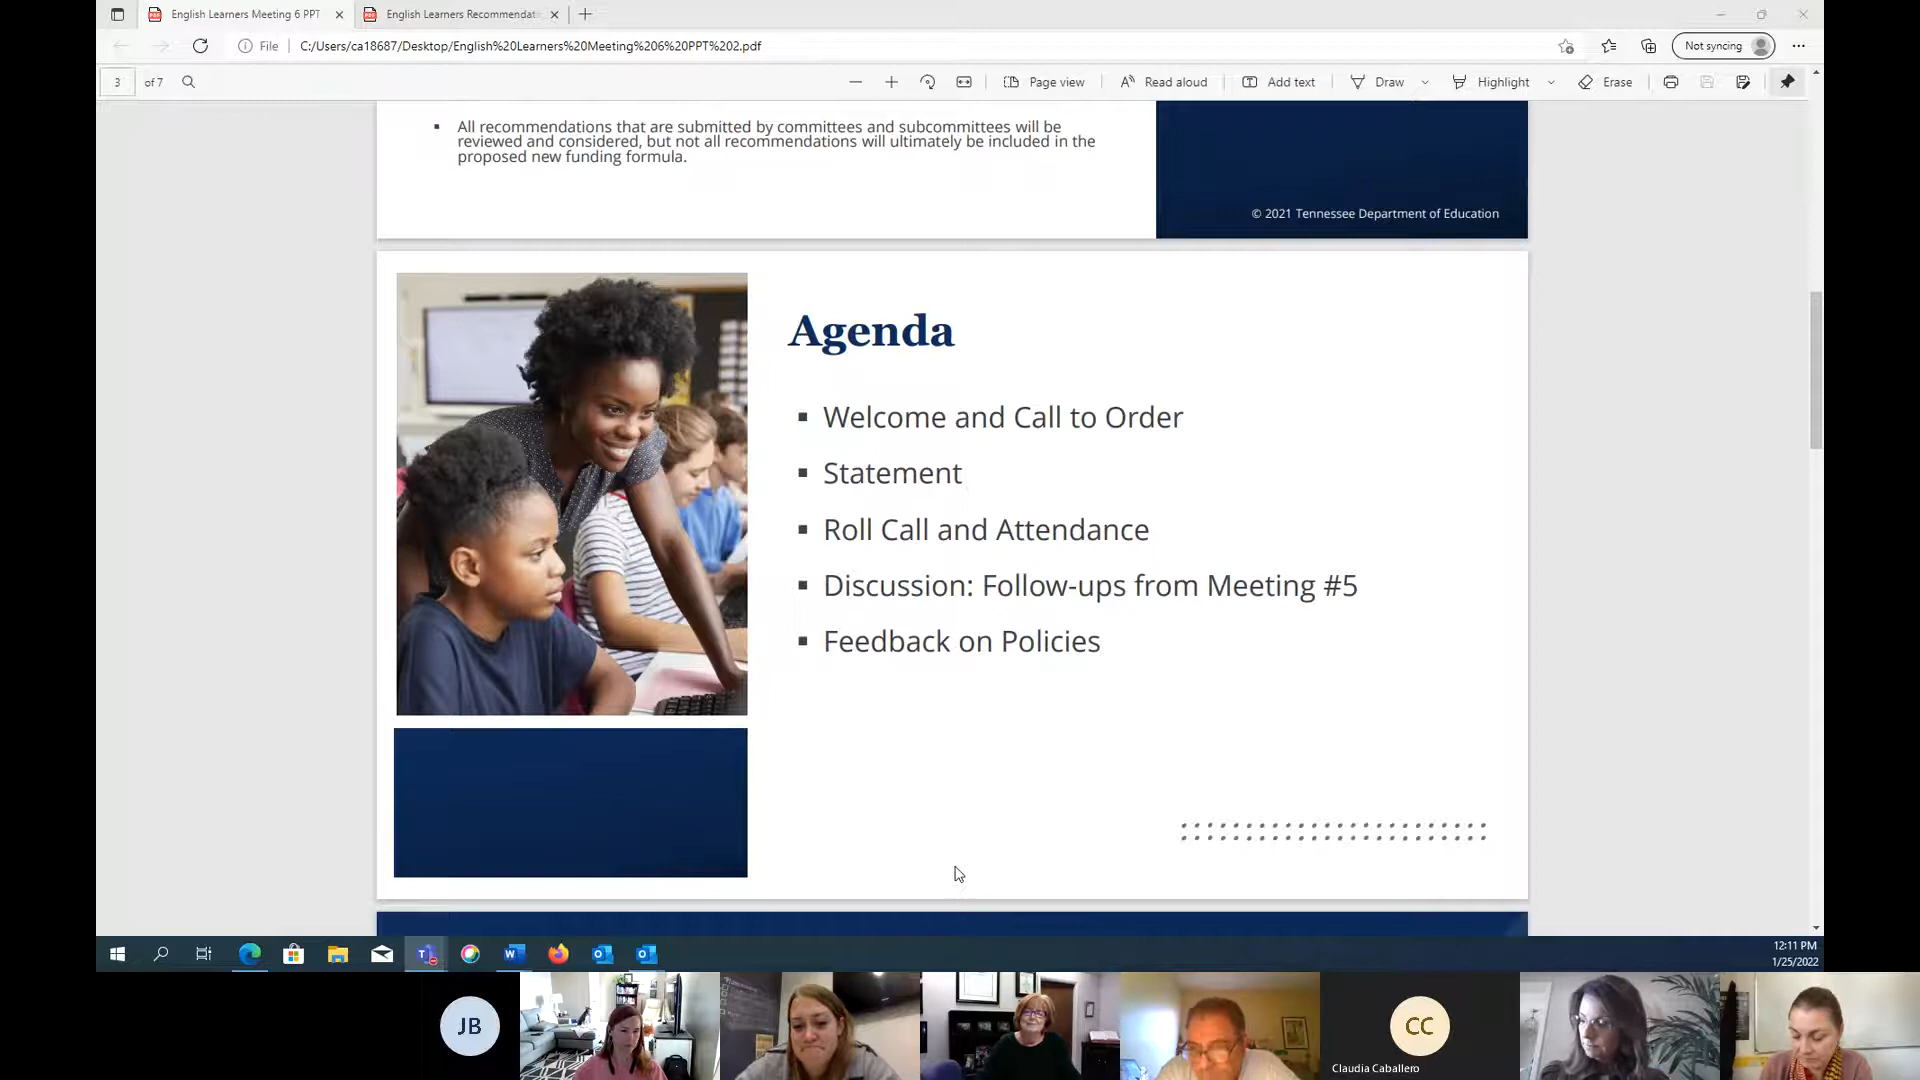 English Learners Meeting 6 PPT
English Learners Recommendat
File
C:/Users/ca18687/Desktop/English%20Learners%20Meeting%206%20PPT%202.pdf
Not syncing
3
of 7
Page view
Read aloud
Add text
Draw
Highlight
Erase
▪ All recommendations that are submitted by committees and subcommittees will be
reviewed and considered, but not all recommendations will ultimately be included in the
proposed new funding formula.
© 2021 Tennessee Department of Education
Agenda
▪ Welcome and Call to Order
▪ Statement
▪ Roll Call and Attendance
▪ Discussion: Follow-ups from Meeting #5
▪ Feedback on Policies
12:11 PM
1/25/2022
JB
CC
Claudia Caballero